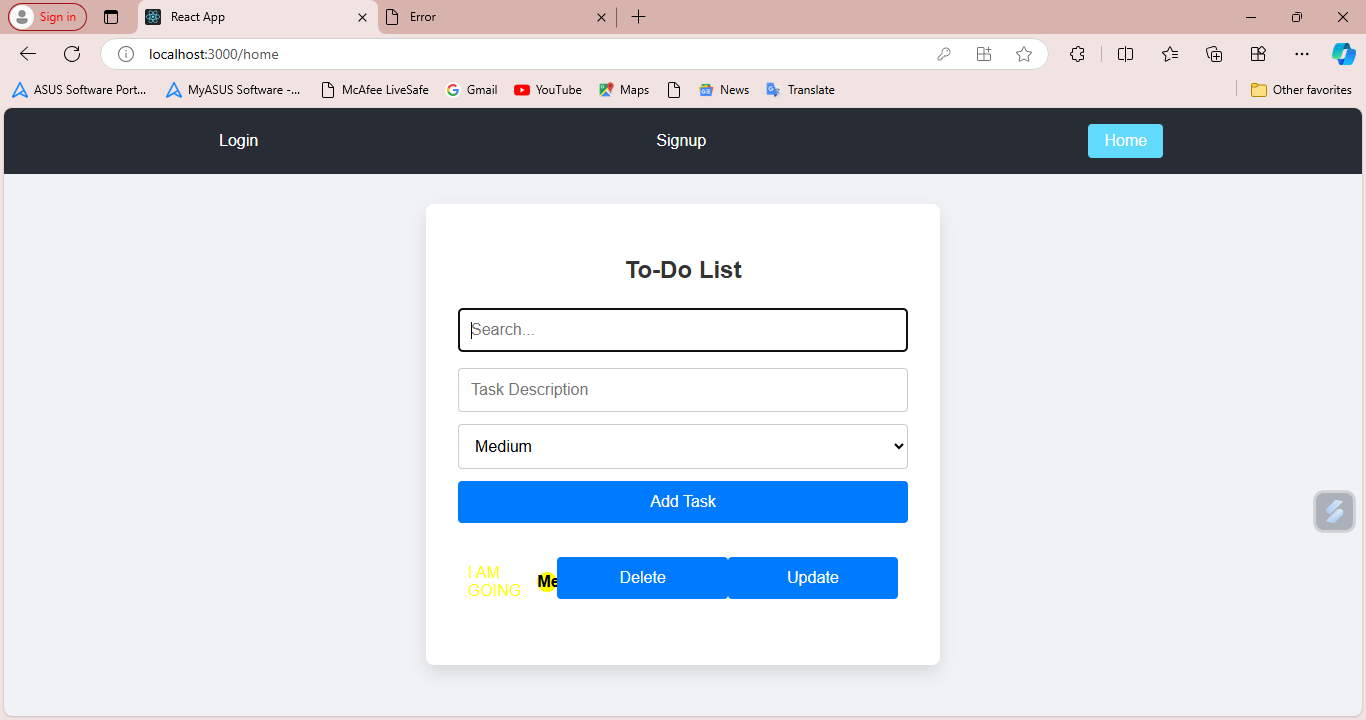 Sign in
React App
Error
localhost:3000/home
ASUS Software Port...
MyASUS Software -...
McAfee LiveSafe
Gmail
YouTube
Maps
News
Translate
Other favorites
Login
Signup
Home
To-Do List
Search...
Task Description
Medium
Add Task
I AM
GOING
Me
Delete
Update